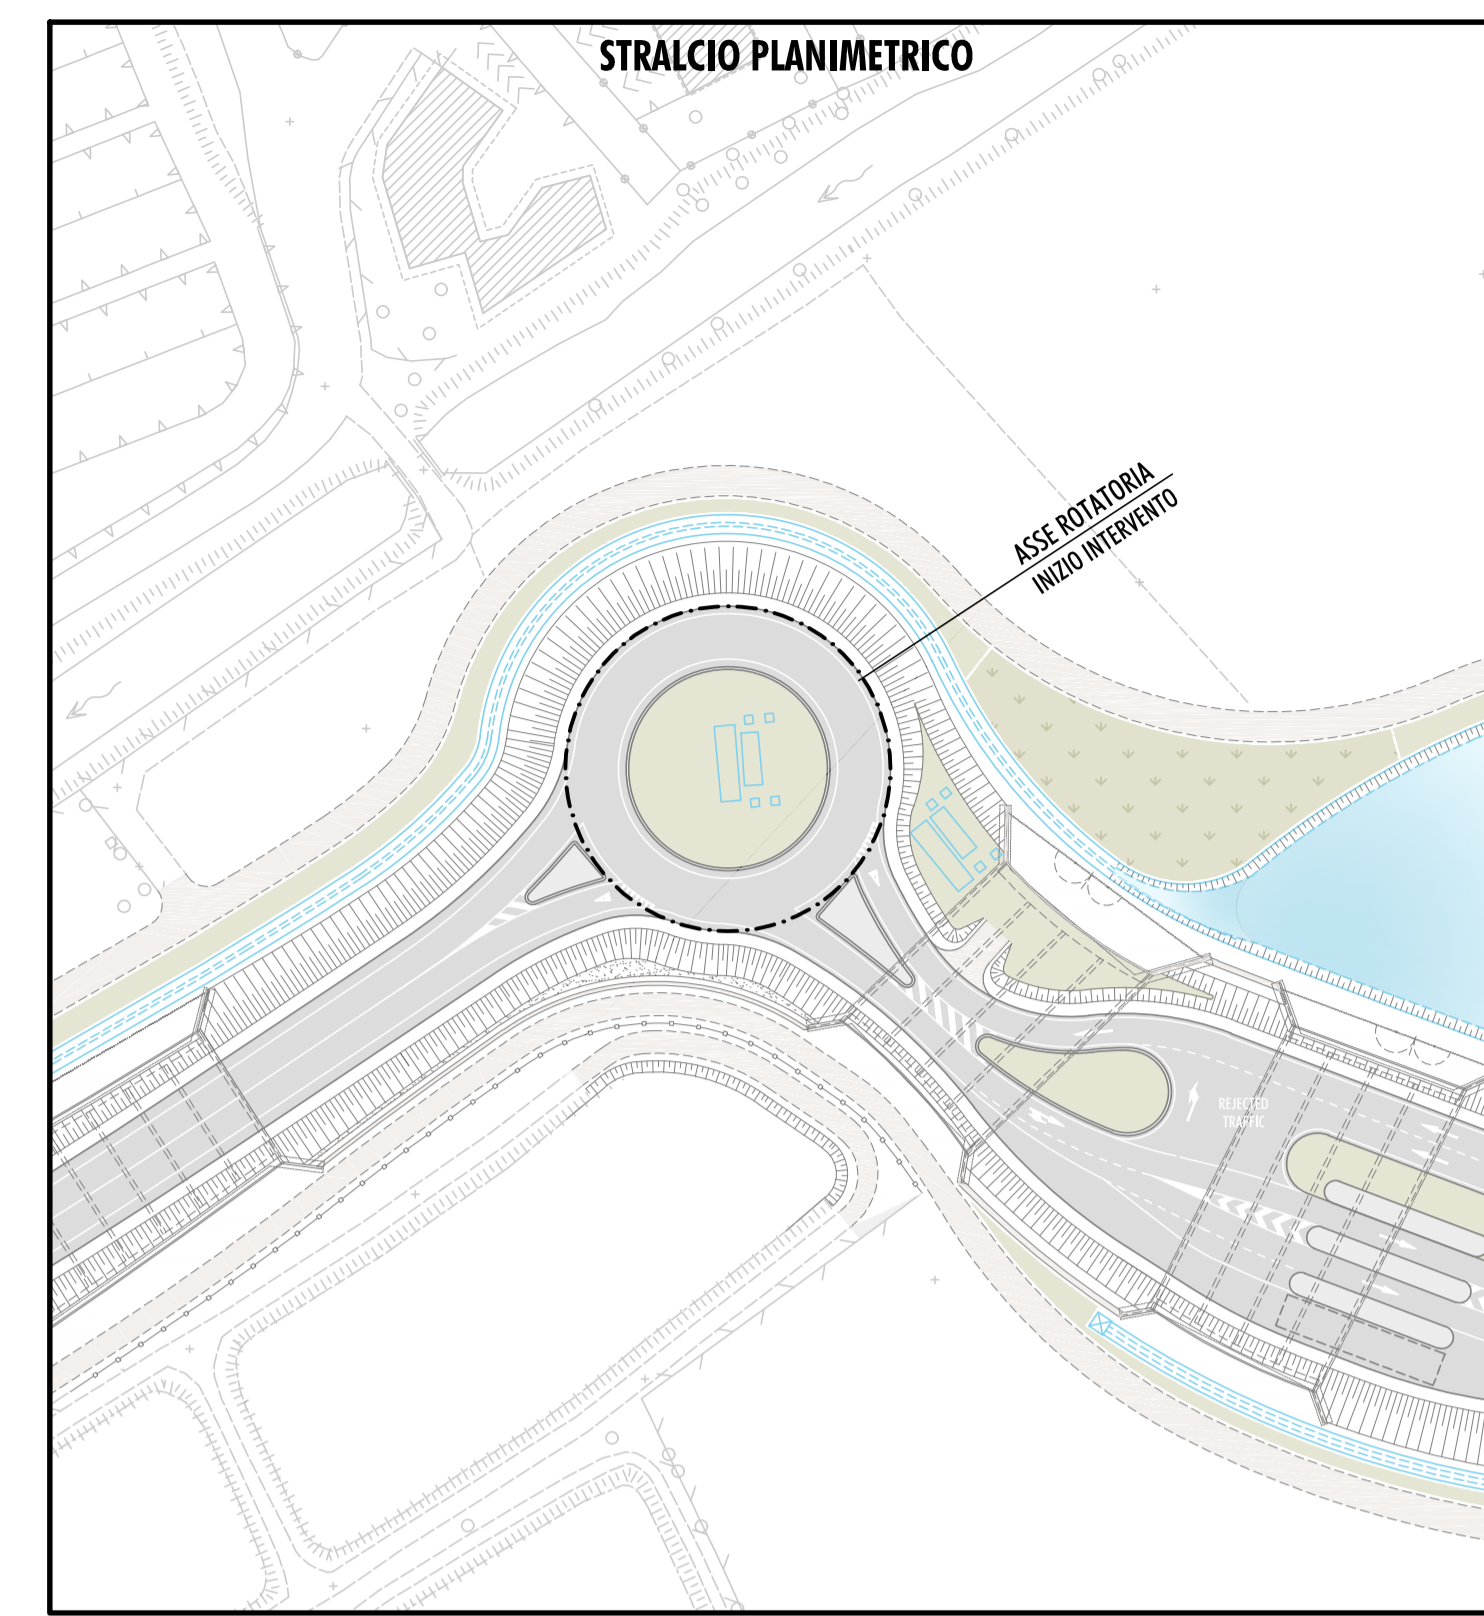 STRALCIO PLANIMETRICO
ASSE ROTATORIA
INIZIO INTERVENTO
REJECTED
TRAFFIC